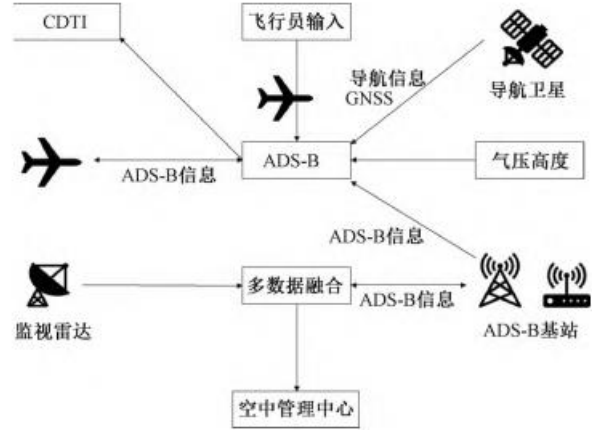 CDTI
飞行员输入
导航信息
GNSS
导航卫星
ADS-B
气压高度
ADS-B信息
ADS-B信息
监视雷达
多数据融合
ADS-B信息
ADS-B基站
空中管理中心